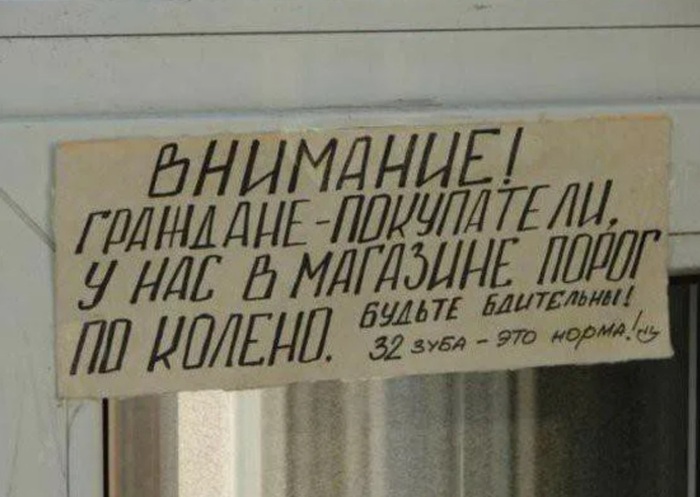 ВНИМАНИЕ!
ГРАЖДАНЕ-ПОКУПАТЕЛИ,
У НАС В МАГАЗИНЕ ПОРОГ
ПО КОЛЕНО. БУДЬТЕ БДИТЕЛЬНЫ!
32 ЗУБА - ЭТО НОРМА!